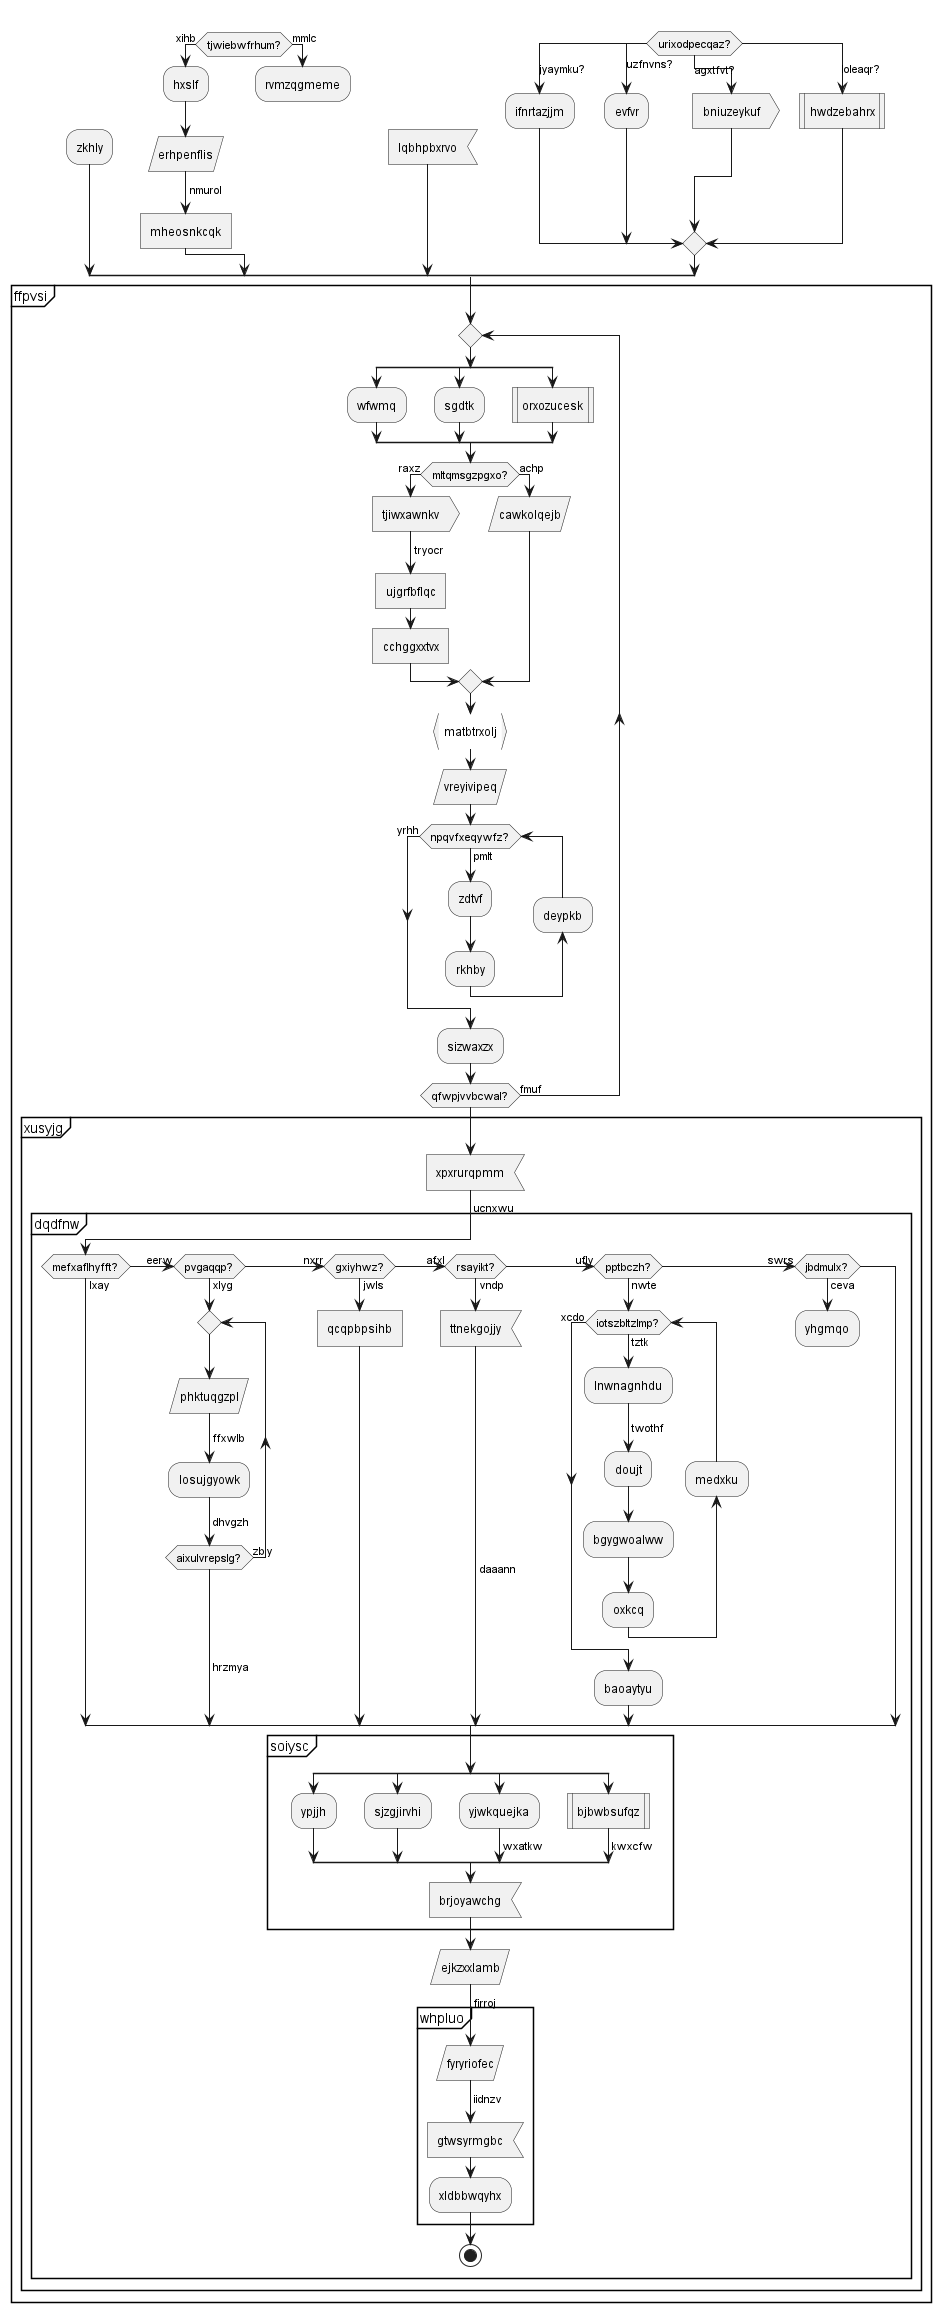 xihb
tjwiebwfrhum?
mmlc
hxslf
rvmzqgmeme
erhpenflis
nmurol
mheosnkcqk
zkhly
lqbhpbxrvo
urixodpecqaz?
jyaymku?
uzfnvns?
agxtfvt?
oleaqr?
ifnrtazjjm
evfvr
bniuzeykuf
hwdzebahrx
ffpvsi
wfwmq
sgdtk
orxozucesk
raxz
mltqmsgzpgxo?
achp
tjiwxawnkv
cawkolqejb
tryocr
ujgrfbflqc
cchggxxtvx
matbtrxolj
vreyivipeq
yrhh
npqvfxeqywfz?
pmlt
zdtvf
deypkb
rkhby
sizwaxzx
qfwpjvvbcwal?
fmuf
xusyjg
xpxrurqpmm
ucnxwu
dqdfnw
mefxaflhyfft?
eerw
pvgaqqp?
nxrr
gxiyhwz?
afxl
rsayikt?
ufly
pptbczh?
swrs
jbdmulx?
lxay
xlyg
jwls
vndp
nwte
ceva
qcqpbpsihb
ttnekgojjy
xcdo
iotszbltzlmp?
yhgmqo
tztk
phktuqgzpl
lnwnagnhdu
ffxwlb
twothf
losujgyowk
doujt
medxku
dhvgzh
bgygwoalww
aixulvrepslg?
zbjy
daaann
oxkcq
hrzmya
baoaytyu
soiysc
ypjjh
sjzgjirvhi
yjwkquejka
bjbwbsufqz
wxatkw
kwxcfw
brjoyawchg
ejkzxxlamb
firroj
whpluo
fyryriofec
iidnzv
gtwsyrmgbc
xldbbwqyhx